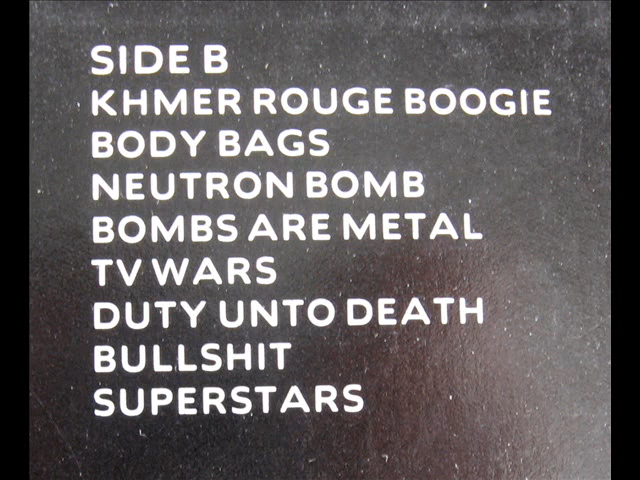 SIDE B
KHMER ROUGE BOOGIE
BODY BAGS
NEUTRON BOMB
BOMBS ARE METAL
TV WARS
DUTY UNTO DEATH
BULLSHIT
SUPERSTARS